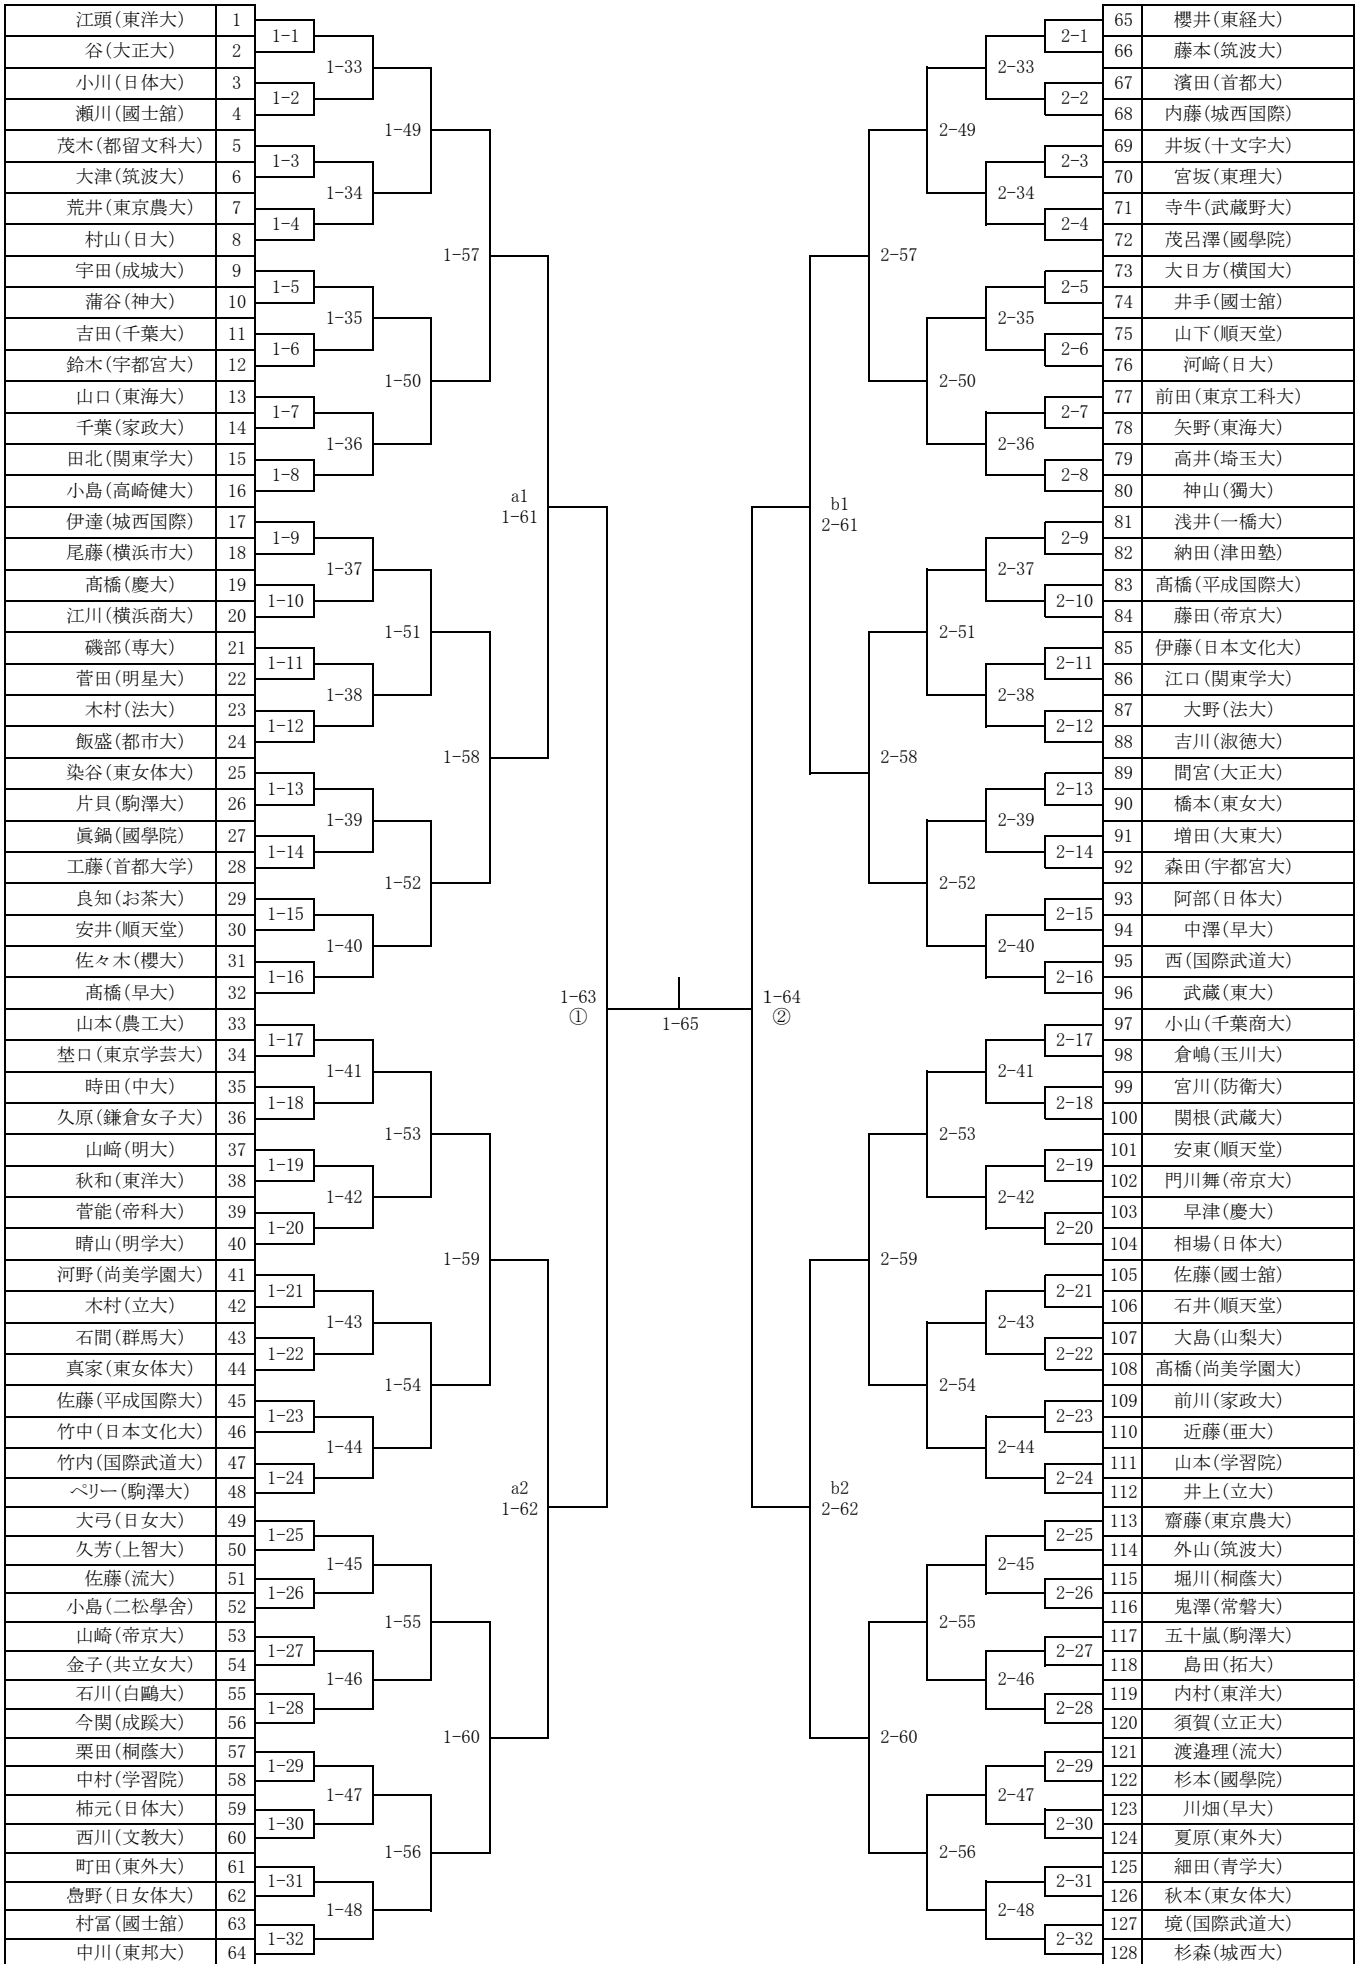 江頭(東洋大) 1
谷(大正大) 2
小川(日体大) 3
瀬川(國士舘) 4
茂木(都留文科大) 5
大津(筑波大) 6
荒井(東京農大) 7
村山(日大) 8
宇田(成城大) 9
蒲谷(神大) 10
吉田(千葉大) 11
鈴木(宇都宮大) 12
山口(東海大) 13
千葉(家政大) 14
田北(関東学大) 15
小島(高崎健大) 16
伊達(城西国際) 17
尾藤(横浜市大) 18
髙橋(慶大) 19
江川(横浜商大) 20
磯部(専大) 21
菅田(明星大) 22
木村(法大) 23
飯盛(都市大) 24
染谷(東女体大) 25
片貝(駒澤大) 26
眞鍋(國學院) 27
工藤(首都大学) 28
良知(お茶大) 29
安井(順天堂) 30
佐々木(櫻大) 31
髙橋(早大) 32
山本(農工大) 33
埜口(東京学芸大) 34
時田(中大) 35
久原(鎌倉女子大) 36
山﨑(明大) 37
秋和(東洋大) 38
菅能(帝科大) 39
晴山(明学大) 40
河野(尚美学園大) 41
木村(立大) 42
石間(群馬大) 43
真家(東女体大) 44
佐藤(平成国際大) 45
竹中(日本文化大) 46
竹内(国際武道大) 47
ペリー(駒澤大) 48
大弓(日女大) 49
久芳(上智大) 50
佐藤(流大) 51
小島(二松學舍) 52
山崎(帝京大) 53
金子(共立女大) 54
石川(白鷗大) 55
今関(成蹊大) 56
栗田(桐蔭大) 57
中村(学習院) 58
柿元(日体大) 59
西川(文教大) 60
町田(東外大) 61
嶋野(日女体大) 62
村冨(國士舘) 63
中川(東邦大) 64
1-1
1-2
1-3
1-4
1-5
1-6
1-7
1-8
1-9
1-10
1-11
1-12
1-13
1-14
1-15
1-16
1-17
1-18
1-19
1-20
1-21
1-22
1-23
1-24
1-25
1-26
1-27
1-28
1-29
1-30
1-31
1-32
1-33
1-34
1-35
1-36
1-37
1-38
1-39
1-40
1-41
1-42
1-43
1-44
1-45
1-46
1-47
1-48
1-49
1-50
1-51
1-52
1-53
1-54
1-55
1-56
1-57
1-58
1-59
1-60
a1
1-61
a2
1-62
1-63
①
1-65
1-64
②
b1
2-61
b2
2-62
2-57
2-58
2-59
2-60
2-49
2-50
2-51
2-52
2-53
2-54
2-55
2-56
2-33
2-34
2-35
2-36
2-37
2-38
2-39
2-40
2-41
2-42
2-43
2-44
2-45
2-46
2-47
2-48
2-1
2-2
2-3
2-4
2-5
2-6
2-7
2-8
2-9
2-10
2-11
2-12
2-13
2-14
2-15
2-16
2-17
2-18
2-19
2-20
2-21
2-22
2-23
2-24
2-25
2-26
2-27
2-28
2-29
2-30
2-31
2-32
65 櫻井(東経大)
66 藤本(筑波大)
67 濱田(首都大)
68 内藤(城西国際)
69 井坂(十文字大)
70 宮坂(東理大)
71 寺牛(武蔵野大)
72 茂呂澤(國學院)
73 大日方(横国大)
74 井手(國士舘)
75 山下(順天堂)
76 河﨑(日大)
77 前田(東京工科大)
78 矢野(東海大)
79 高井(埼玉大)
80 神山(獨大)
81 浅井(一橋大)
82 納田(津田塾)
83 髙橋(平成国際大)
84 藤田(帝京大)
85 伊藤(日本文化大)
86 江口(関東学大)
87 大野(法大)
88 吉川(淑徳大)
89 間宮(大正大)
90 橋本(東女大)
91 増田(大東大)
92 森田(宇都宮大)
93 阿部(日体大)
94 中澤(早大)
95 西(国際武道大)
96 武蔵(東大)
97 小山(千葉商大)
98 倉嶋(玉川大)
99 宮川(防衛大)
100 関根(武蔵大)
101 安東(順天堂)
102 門川舞(帝京大)
103 早津(慶大)
104 相場(日体大)
105 佐藤(國士舘)
106 石井(順天堂)
107 大島(山梨大)
108 髙橋(尚美学園大)
109 前川(家政大)
110 近藤(亜大)
111 山本(学習院)
112 井上(立大)
113 齋藤(東京農大)
114 外山(筑波大)
115 堀川(桐蔭大)
116 鬼澤(常磐大)
117 五十嵐(駒澤大)
118 島田(拓大)
119 内村(東洋大)
120 須賀(立正大)
121 渡邉理(流大)
122 杉本(國學院)
123 川畑(早大)
124 夏原(東外大)
125 細田(青学大)
126 秋本(東女体大)
127 境(国際武道大)
128 杉森(城西大)